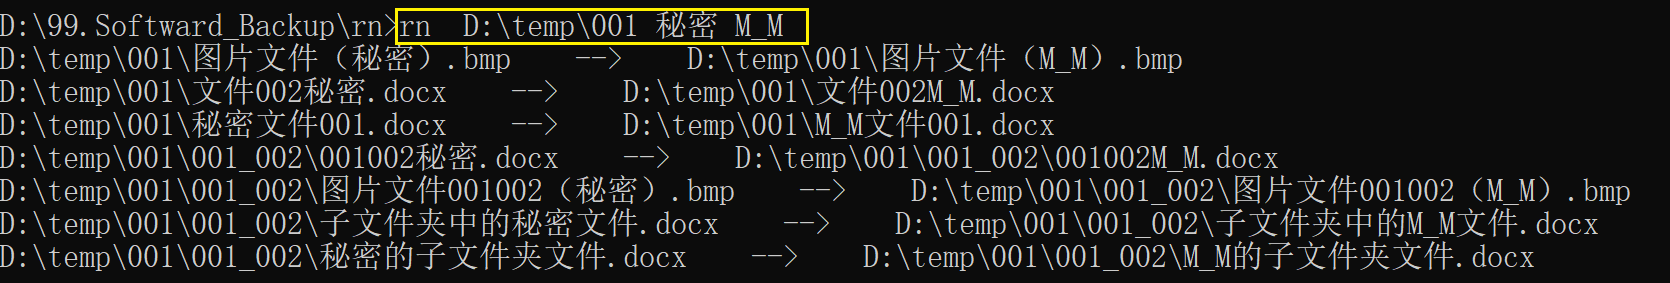 D:\99.Softward_Backup\rn>rn  D:\temp\001 秘密 M_M
D:\temp\001\图片文件（秘密）.bmp    -->    D:\temp\001\图片文件（M_M）.bmp
D:\temp\001\文件002秘密.docx    -->    D:\temp\001\文件002M_M.docx
D:\temp\001\秘密文件001.docx    -->    D:\temp\001\M_M文件001.docx
D:\temp\001\001_002\001002秘密.docx    -->    D:\temp\001\001_002\001002M_M.docx
D:\temp\001\001_002\图片文件001002（秘密）.bmp    -->    D:\temp\001\001_002\图片文件001002（M_M）.bmp
D:\temp\001\001_002\子文件夹中的秘密文件.docx    -->    D:\temp\001\001_002\子文件夹中的M_M文件.docx
D:\temp\001\001_002\秘密的子文件夹文件.docx    -->    D:\temp\001\001_002\M_M的子文件夹文件.docx